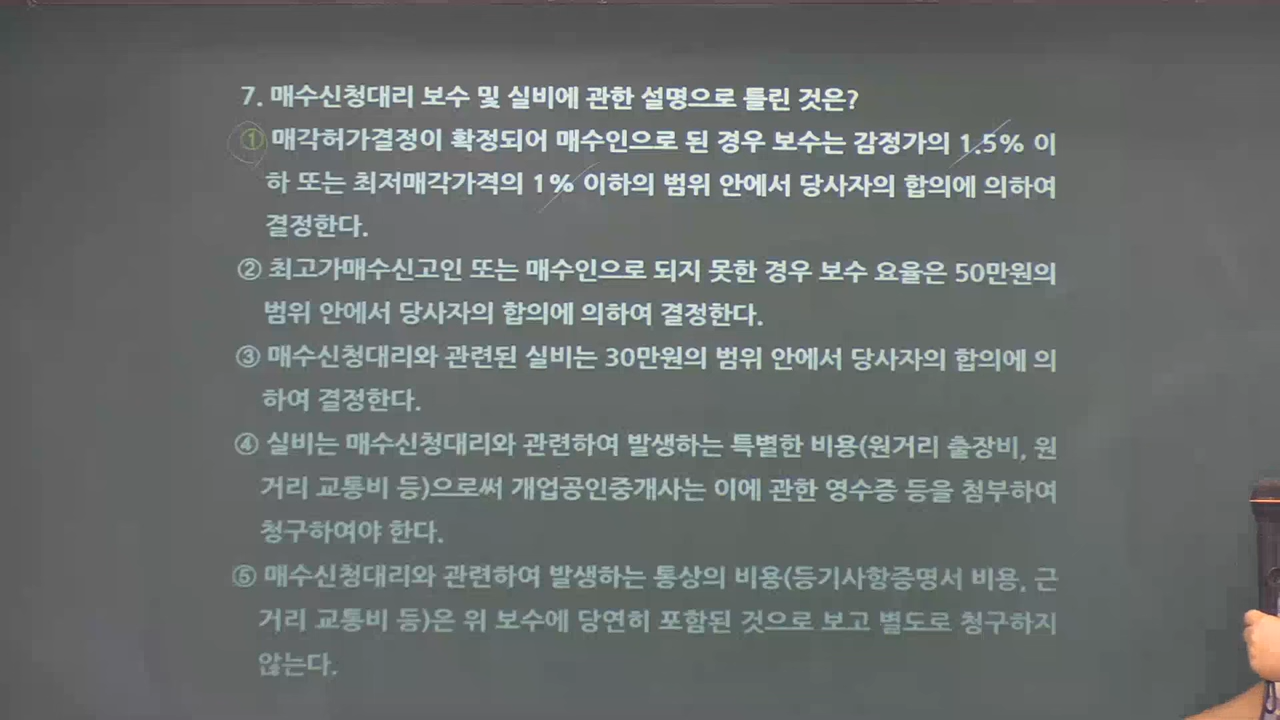 7. 매수신청대리 보수 및 실비에 관한 설명으로 틀린 것은?
① 매각허가결정이 확정되어 매수인으로 된 경우 보수는 감정가의 1.5% 이
하 또는 최저매각가격의 1% 이하의 범위 안에서 당사자의 합의에 의하여
결정한다.
② 최고가매수신고인 또는 매수인으로 되지 못한 경우 보수 요율은 50만원의
범위 안에서 당사자의 합의에 의하여 결정한다.
③ 매수신청대리와 관련된 실비는 30만원의 범위 안에서 당사자의 합의에 의
하여 결정한다.
④ 실비는 매수신청대리와 관련하여 발생하는 특별한 비용(원거리 출장비, 원
거리 교통비 등)으로써 개업공인중개사는 이에 관한 영수증 등을 첨부하여
청구하여야 한다.
⑤ 매수신청대리와 관련하여 발생하는 통상의 비용(등기사항증명서 비용, 근
거리 교통비 등)은 위 보수에 당연히 포함된 것으로 보고 별도로 청구하지
않는다.